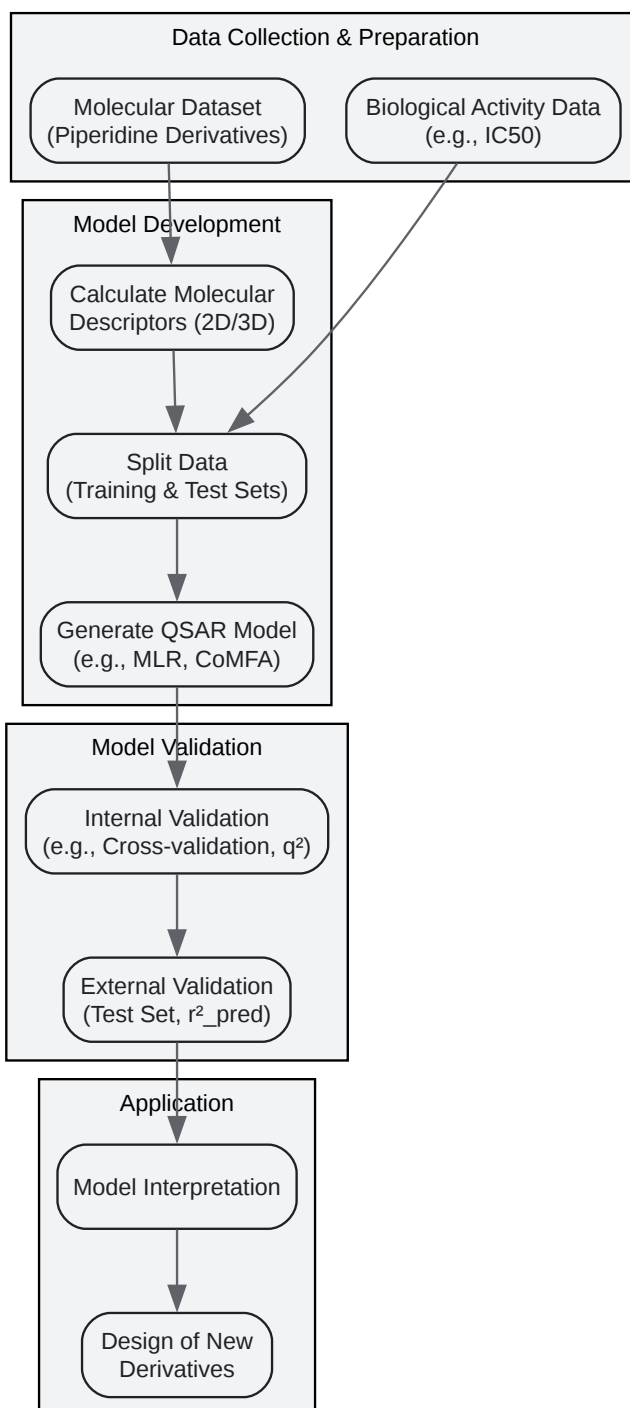 Data Collection & Preparation
Molecular Dataset
(Piperidine Derivatives)
Biological Activity Data
(e.g., IC50)
Model Development
Calculate Molecular
Descriptors (2D/3D)
Split Data
(Training & Test Sets)
Generate QSAR Model
(e.g., MLR, CoMFA)
Model Validation
Internal Validation
(e.g., Cross-validation, q²)
External Validation
(Test Set, r²_pred)
Application
Model Interpretation
Design of New
Derivatives